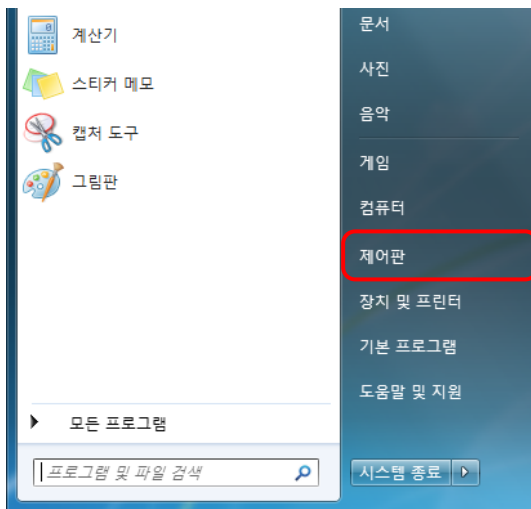 계산기
스티커 메모
캡처 도구
그림판
모든 프로그램
프로그램 및 파일 검색
문서
사진
음악
게임
컴퓨터
제어판
장치 및 프린터
기본 프로그램
도움말 및 지원
시스템 종료